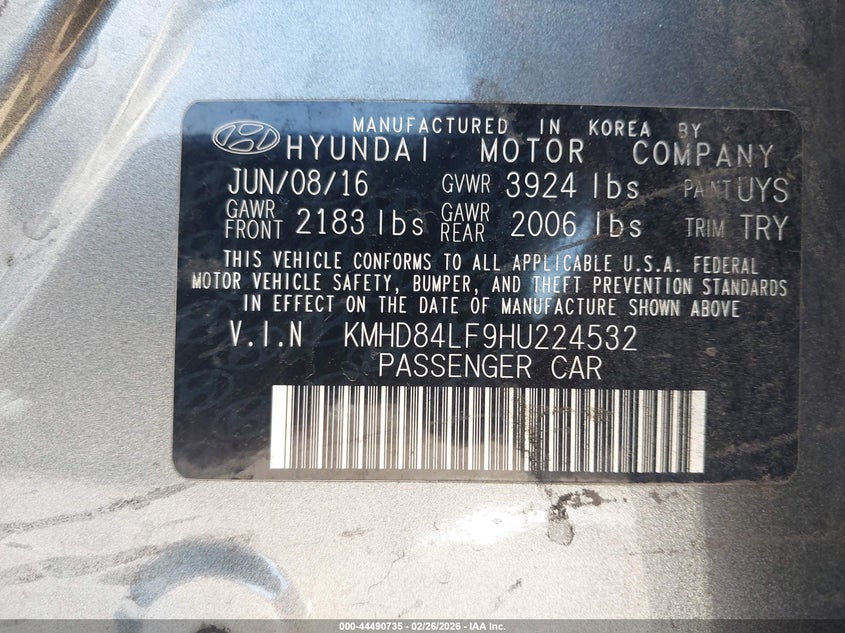 MANUFACTURED IN KOREA BY
HYUNDAI MOTOR COMPANY
JUN/08/16 GVWR 3924 lbs PAINT UYS
GAWR FRONT 2183 lbs GAWR REAR 2006 lbs TRIM TRY
THIS VEHICLE CONFORMS TO ALL APPLICABLE U.S.A. FEDERAL
MOTOR VEHICLE SAFETY, BUMPER, AND THEFT PREVENTION STANDARDS
IN EFFECT ON THE DATE OF MANUFACTURE SHOWN ABOVE
V.I.N KMHD84LF9HU224532
PASSENGER CAR
000-44490735 - 02/26/2026 - IAA Inc.